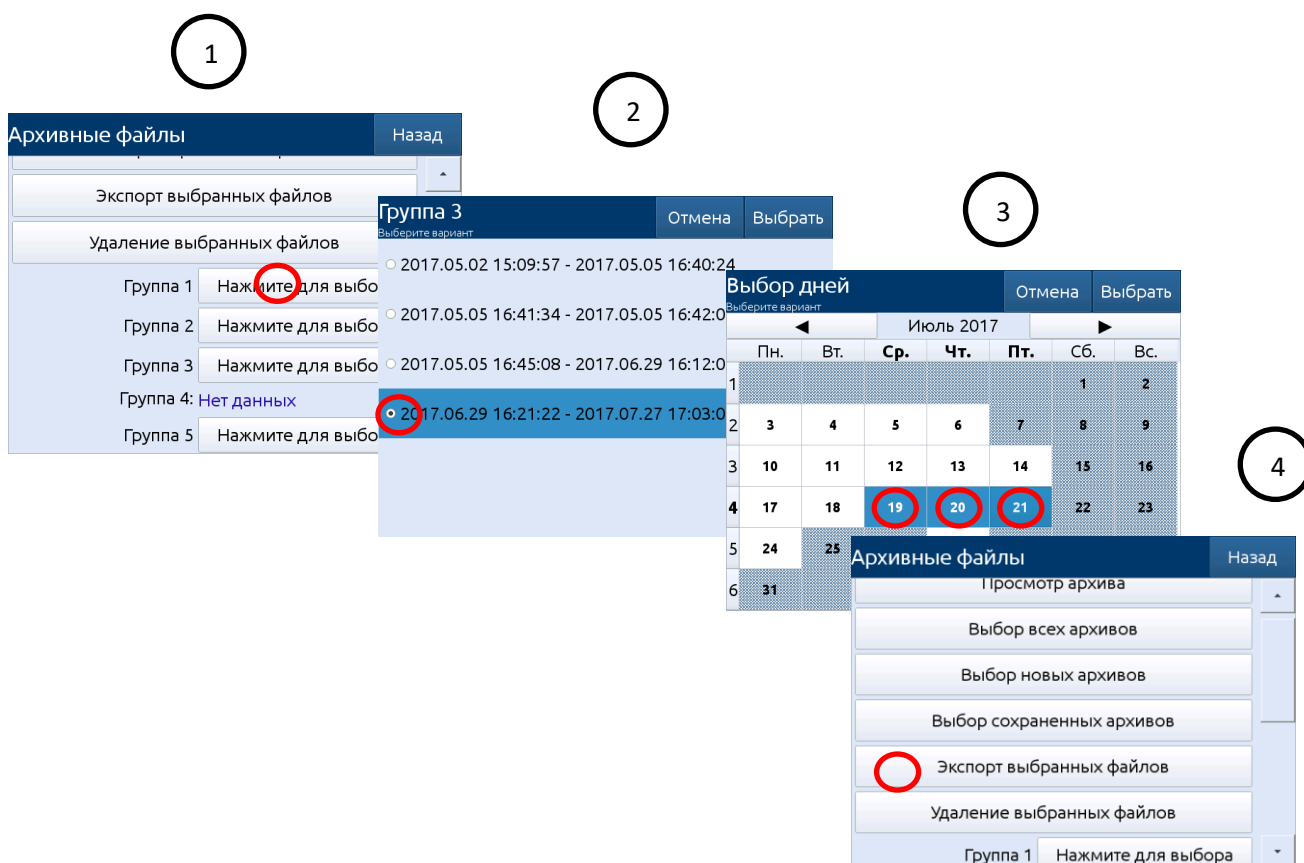 1
Архивные файлы Назад
Экспорт выбранных файлов
Удаление выбранных файлов
Группа 1 Нажмите для выбо
Группа 2 Нажмите для выбо
Группа 3 Нажмите для выбо
Группа 4: Нет данных
Группа 5 Нажмите для выбо
2
Группа 3 Отмена Выбрать
Выберите вариант
2017.05.02 15:09:57 - 2017.05.05 16:40:24
2017.05.05 16:41:34 - 2017.05.05 16:42:0
2017.05.05 16:45:08 - 2017.06.29 16:12:0
2017.06.29 16:21:22 - 2017.07.27 17:03:0
3
Выбор дней Отмена Выбрать
Выберите вариант
◀ Июль 2017 ▶
Пн. Вт. Ср. Чт. Пт. Сб. Вс.
1 1 2
2 3 4 5 6 7 8 9
3 10 11 12 13 14 15 16
4 17 18 19 20 21 22 23
5 24 25
6 31
4
Архивные файлы Назад
Просмотр архива
Выбор всех архивов
Выбор новых архивов
Выбор сохраненных архивов
Экспорт выбранных файлов
Удаление выбранных файлов
Группа 1 Нажмите для выбора